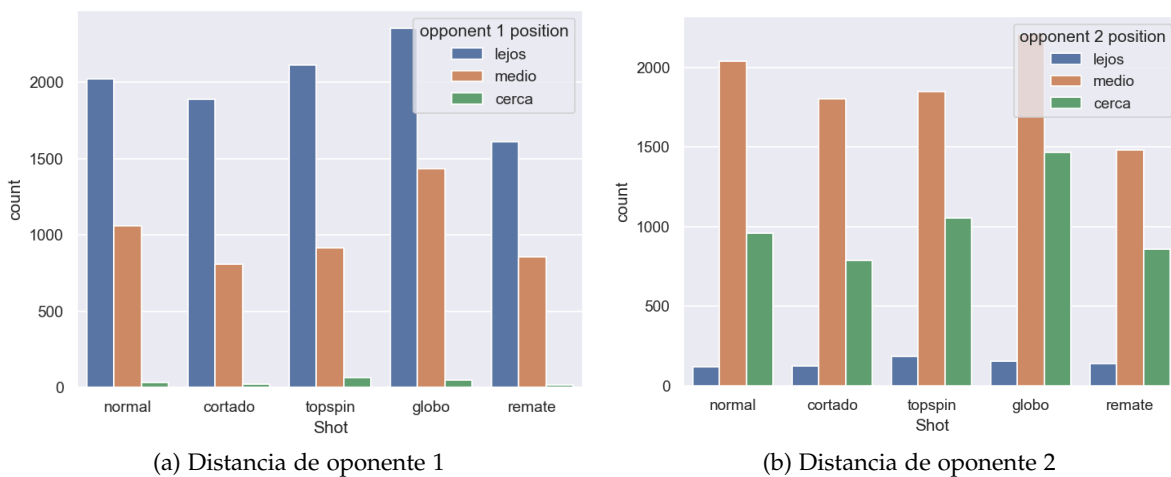 opponent 1 position
lejos
medio
cerca
2000
1500
1000
500
0
count
normal
cortado
topspin
globo
remate
Shot
(a) Distancia de oponente 1
opponent 2 position
lejos
medio
cerca
2000
1500
1000
500
0
count
normal
cortado
topspin
globo
remate
Shot
(b) Distancia de oponente 2